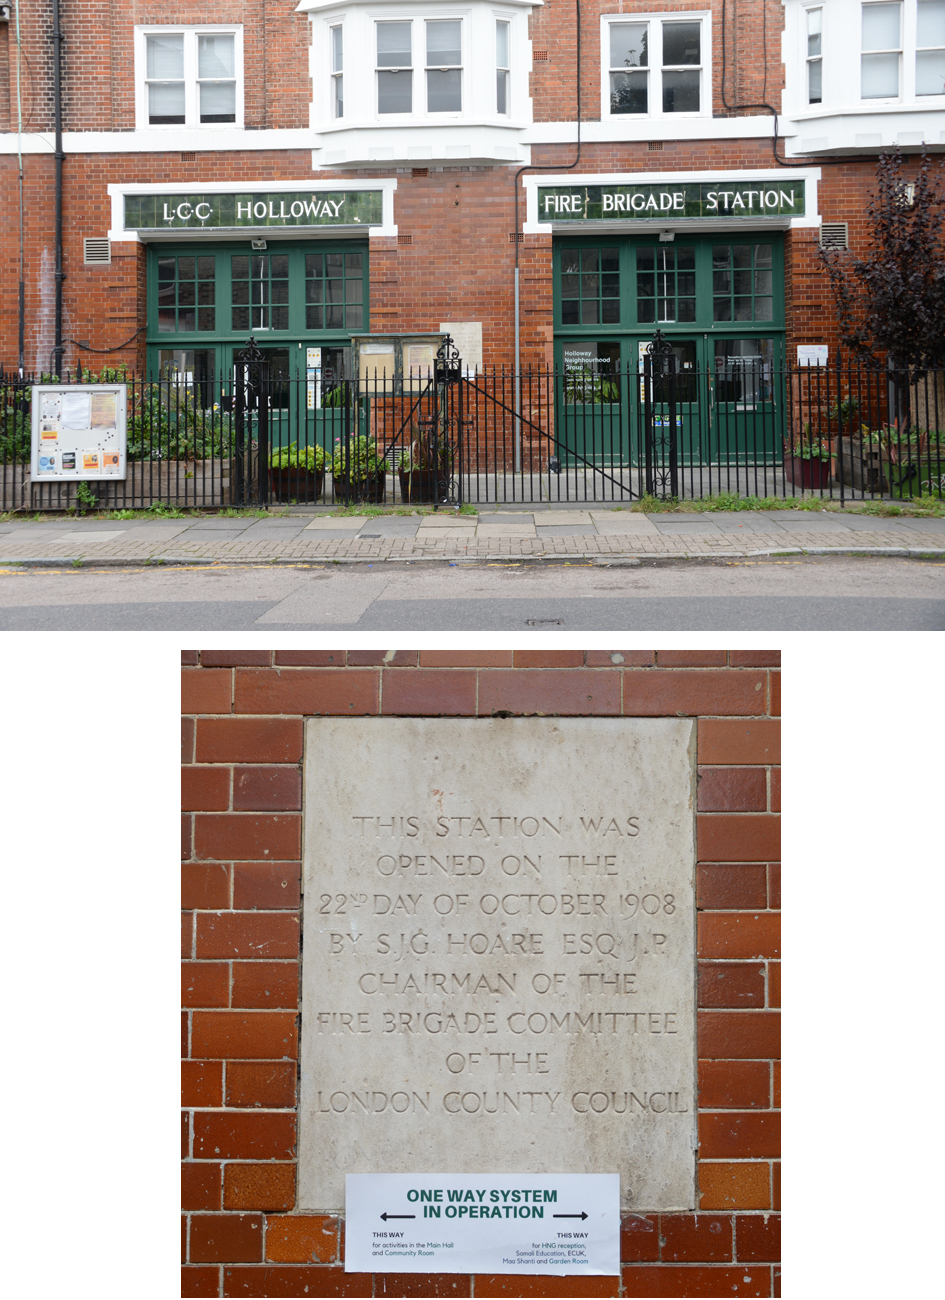 L·C·C· HOLLOWAY
FIRE BRIGADE STATION
Holloway
Neighbourhood
Group
THIS STATION WAS
OPENED ON THE
22ND DAY OF OCTOBER 1908
BY S.J.G. HOARE ESQ J.P.
CHAIRMAN OF THE
FIRE BRIGADE COMMITTEE
OF THE
LONDON COUNTY COUNCIL
ONE WAY SYSTEM
IN OPERATION
THIS WAY
for activities in the Main Hall
and Community Room
THIS WAY
for HNG reception,
Somali Education, ECUK,
Maa Shanti and Garden Room